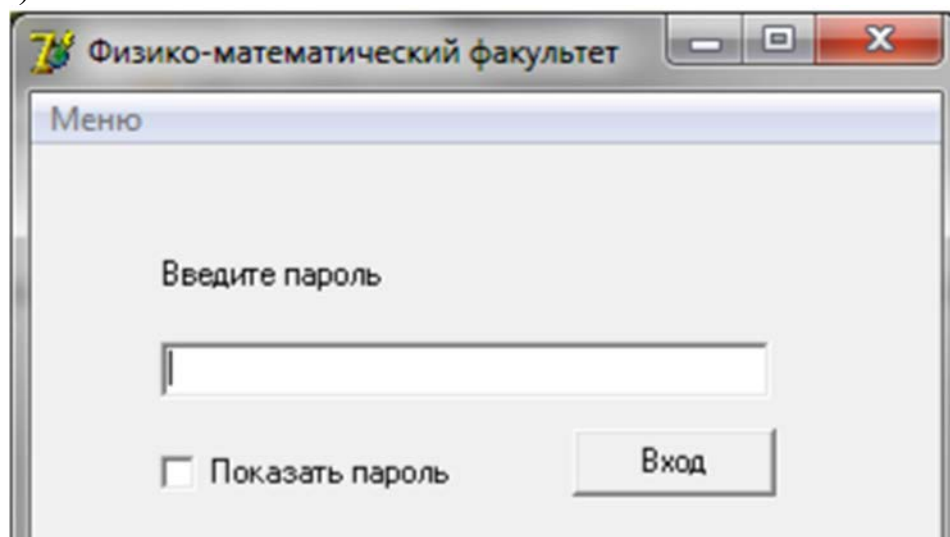 Физико-математический факультет
Меню
Введите пароль
Показать пароль
Вход